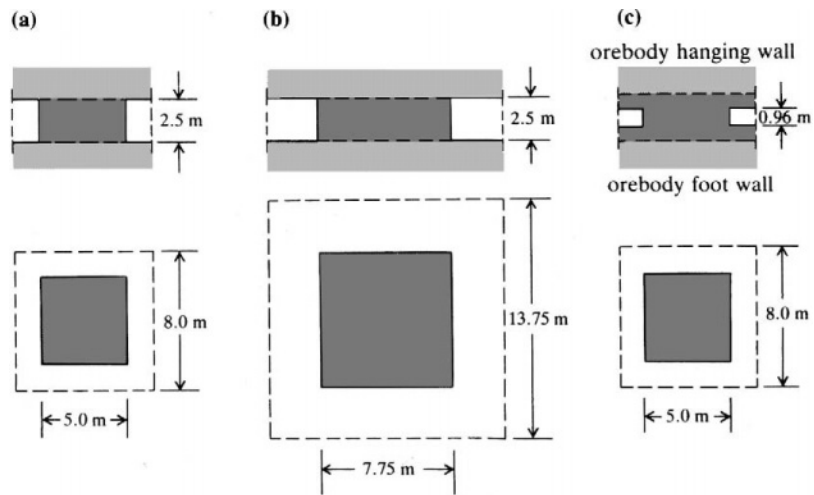 (a)
2.5 m
8.0 m
5.0 m
(b)
2.5 m
13.75 m
7.75 m
(c)
orebody hanging wall
0.96 m
orebody foot wall
8.0 m
5.0 m